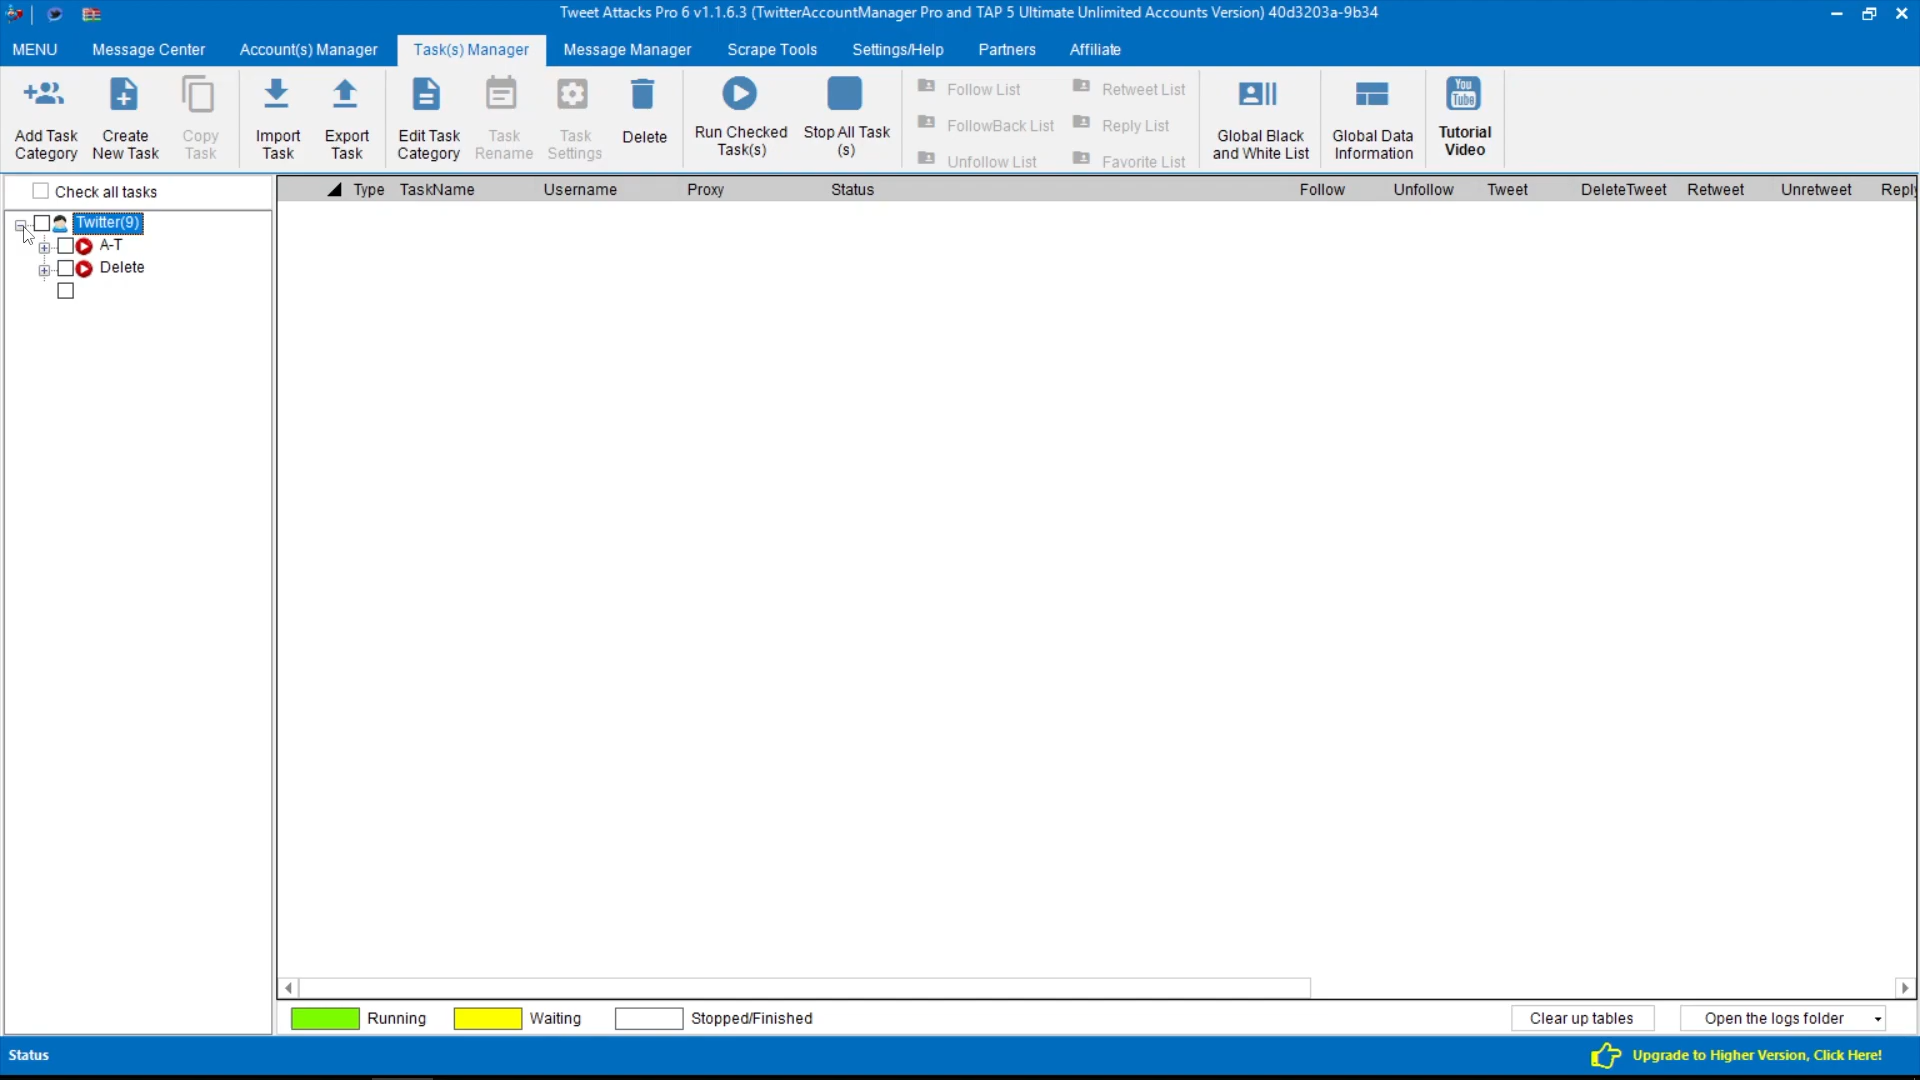 Tweet Attacks Pro 6 v1.1.6.3 (TwitterAccountManager Pro and TAP 5 Ultimate Unlimited Accounts Version) 40d3203a-9b34
MENU Message Center Account(s) Manager Task(s) Manager Message Manager Scrape Tools Settings/Help Partners Affiliate
Add Task Category
Create New Task
Copy Task
Import Task
Export Task
Edit Task Category
Task Rename
Task Settings
Delete
Run Checked Task(s)
Stop All Task (s)
Follow List
FollowBack List
Unfollow List
Retweet List
Reply List
Favorite List
Global Black and White List
Global Data Information
You Tube
Tutorial Video
Check all tasks
Type TaskName Username Proxy Status Follow Unfollow Tweet DeleteTweet Retweet Unretweet Reply
Twitter(9)
A-T
Delete
Running Waiting Stopped/Finished Clear up tables Open the logs folder
Status Upgrade to Higher Version, Click Here!